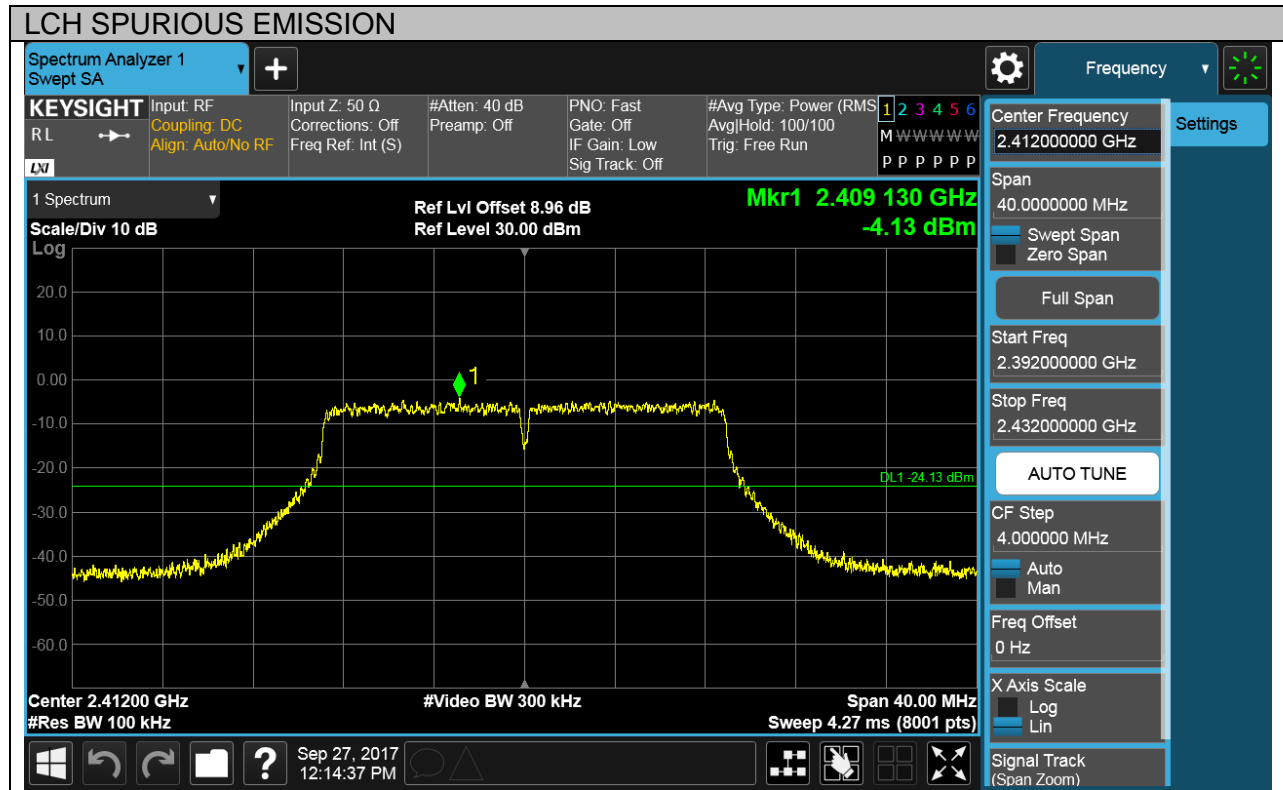 LCH SPURIOUS EMISSION
Spectrum Analyzer 1
Swept SA
+
Frequency
KEYSIGHT
RL
LXI
Input: RF
Coupling: DC
Align: Auto/No RF
Input Z: 50 Ω
Corrections: Off
Freq Ref: Int (S)
#Atten: 40 dB
Preamp: Off
PNO: Fast
Gate: Off
IF Gain: Low
Sig Track: Off
#Avg Type: Power (RMS
Avg|Hold: 100/100
Trig: Free Run
1 2 3 4 5 6
M W W W W W
P P P P P P
1 Spectrum
Scale/Div 10 dB
Log
Ref Lvl Offset 8.96 dB
Ref Level 30.00 dBm
Mkr1 2.409 130 GHz
-4.13 dBm
20.0
10.0
0.00
-10.0
-20.0
-30.0
-40.0
-50.0
-60.0
1
DL1 -24.13 dBm
Center 2.41200 GHz
#Res BW 100 kHz
#Video BW 300 kHz
Span 40.00 MHz
Sweep 4.27 ms (8001 pts)
Center Frequency
2.412000000 GHz
Settings
Span
40.0000000 MHz
Swept Span
Zero Span
Full Span
Start Freq
2.392000000 GHz
Stop Freq
2.432000000 GHz
AUTO TUNE
CF Step
4.000000 MHz
Auto
Man
Freq Offset
0 Hz
X Axis Scale
Log
Lin
Signal Track
(Span Zoom)
?
Sep 27, 2017
12:14:37 PM